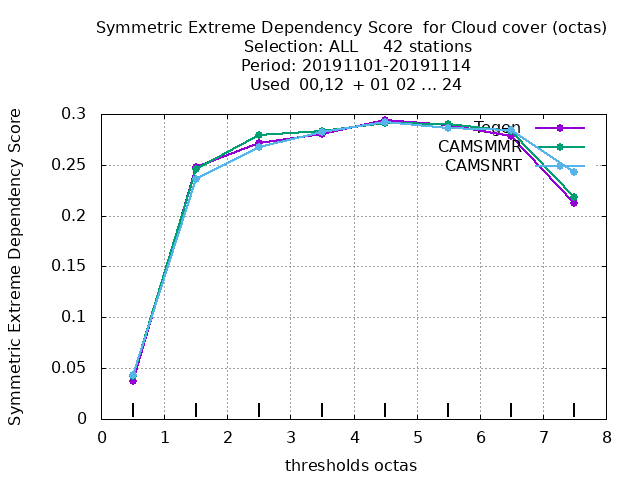 Symmetric Extreme Dependency Score  for Cloud cover (octas)
Selection: ALL     42 stations
Period: 20191101-20191114
Used  00,12  + 01 02 ... 24
Symmetric Extreme Dependency Score
0.3
0.25
0.2
0.15
0.1
0.05
0
Tegen
CAMSMMR
CAMSNRT
0 1 2 3 4 5 6 7 8
thresholds octas